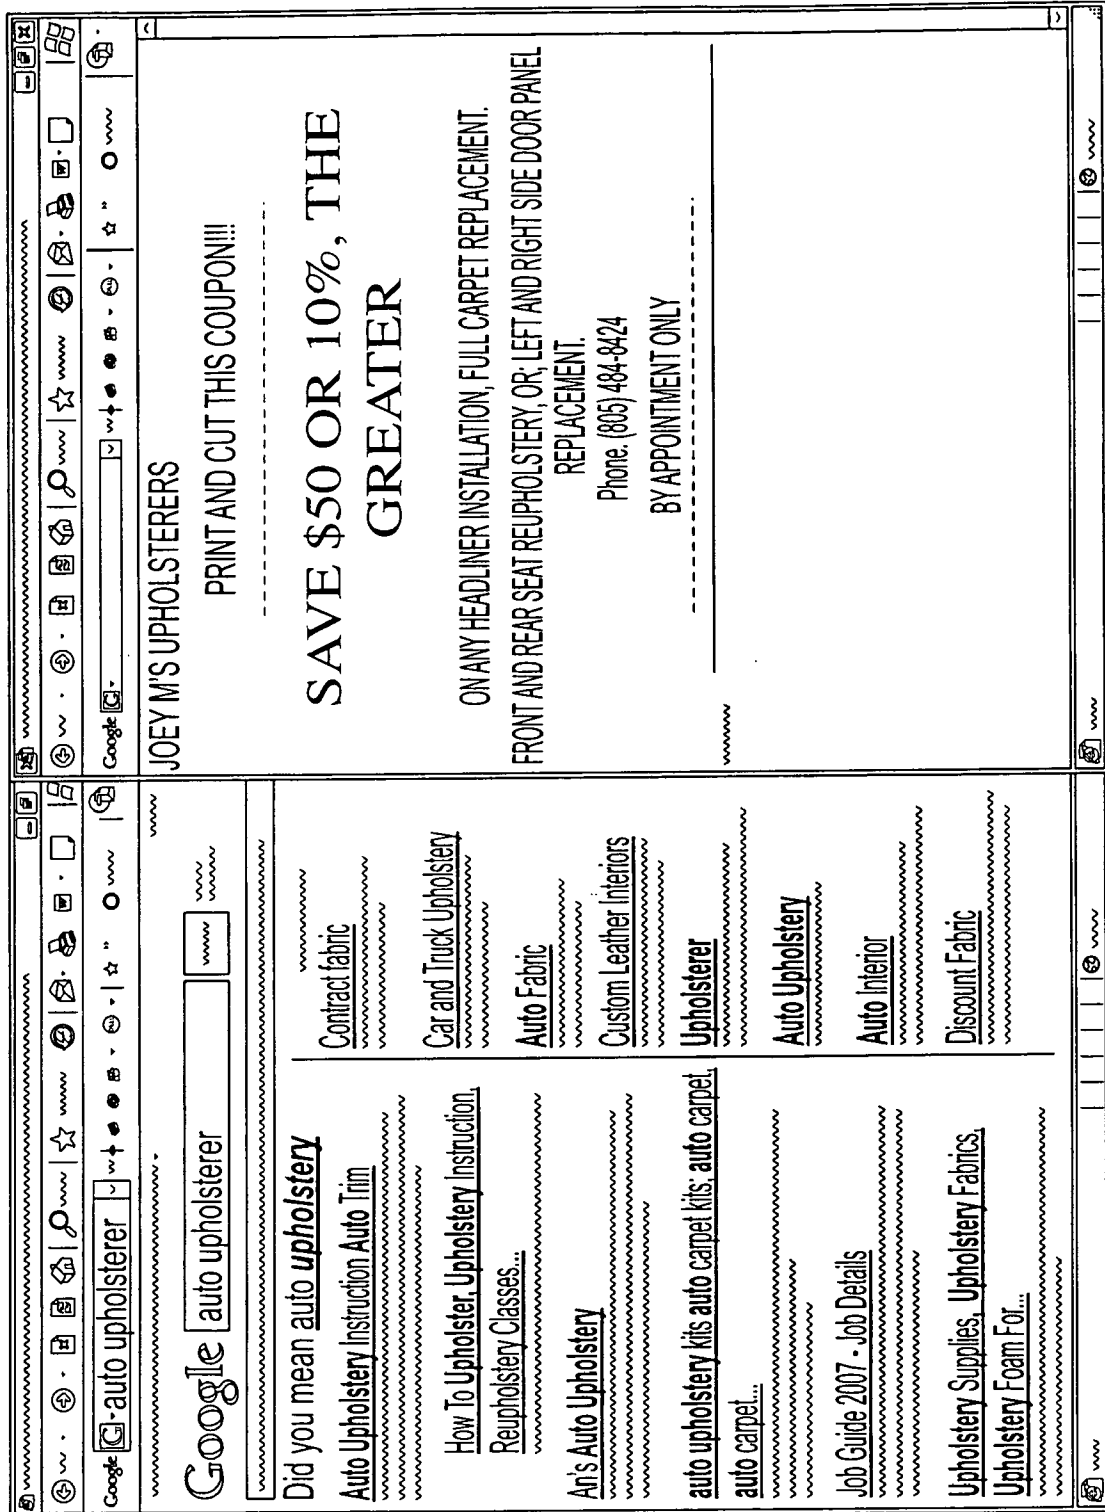 Google G auto upholsterer
Google auto upholsterer
Did you mean auto upholstery
Auto Upholstery Instruction Auto Trim
How To Upholster, Upholstery Instruction,
Reupholstery Classes...
An's Auto Upholstery
auto upholstery kits auto carpet kits; auto carpet,
auto carpet...
Job Guide 2007 - Job Details
Upholstery Supplies, Upholstery Fabrics,
Upholstery Foam For...
Contract fabric
Car and Truck Upholstery
Auto Fabric
Custom Leather Interiors
Upholsterer
Auto Upholstery
Auto Interior
Discount Fabric
Google G
JOEY M'S UPHOLSTERERS
PRINT AND CUT THIS COUPON!!!
SAVE $50 OR 10%, THE
GREATER
ON ANY HEADLINER INSTALLATION, FULL CARPET REPLACEMENT.
FRONT AND REAR SEAT REUPHOLSTERY, OR; LEFT AND RIGHT SIDE DOOR PANEL
REPLACEMENT.
Phone. (805) 484-8424
BY APPOINTMENT ONLY